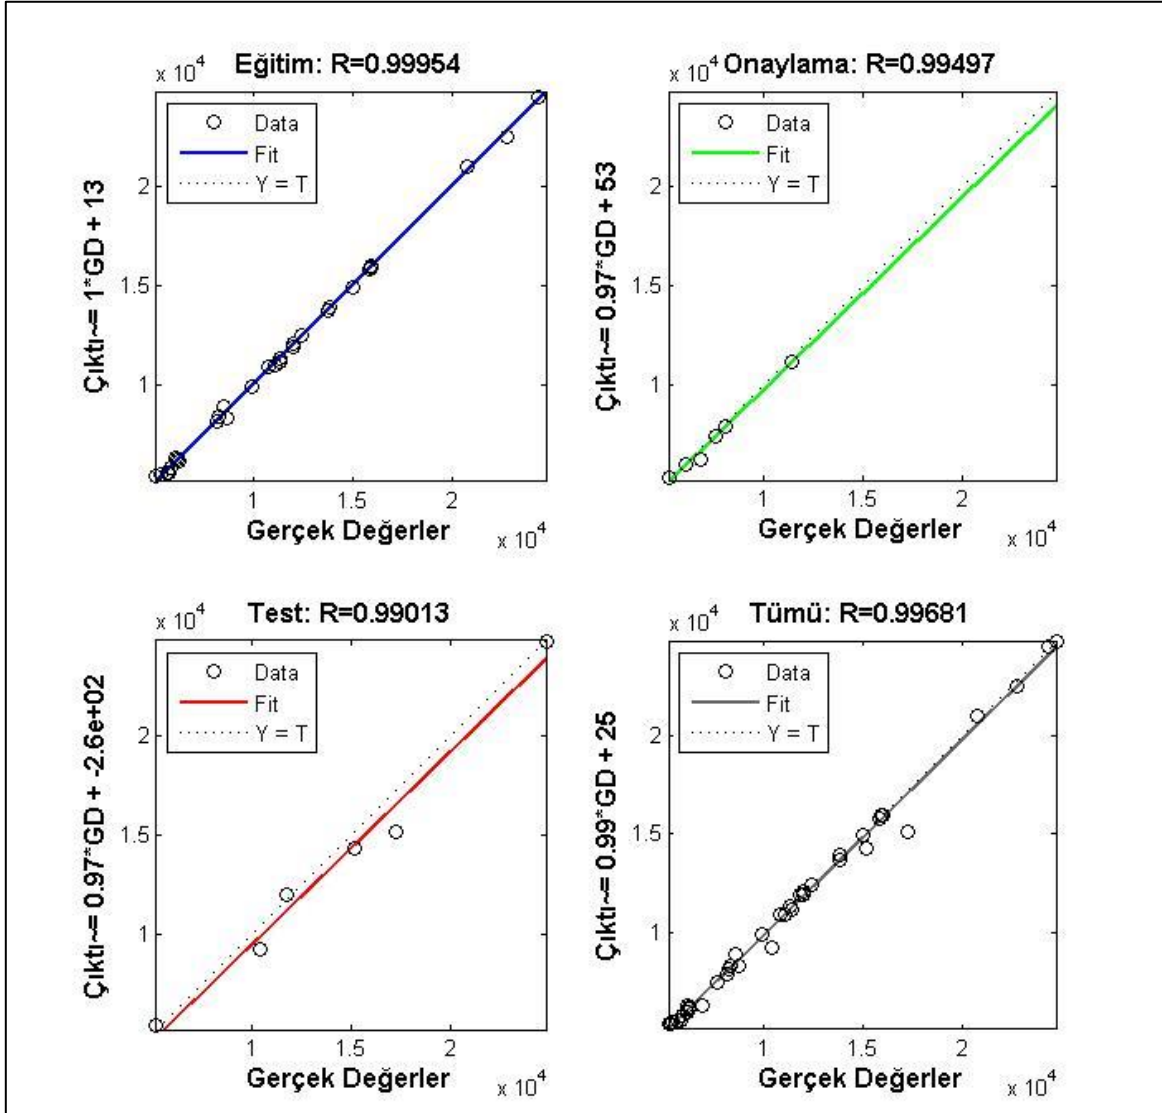 x 10^4
Eğitim: R=0.99954
Data
Fit
Y = T
2
1.5
1
Çıktı~= 1*GD + 13
1
1.5
2
Gerçek Değerler
x 10^4
x 10^4
Onaylama: R=0.99497
Data
Fit
Y = T
2
1.5
1
Çıktı~= 0.97*GD + 53
1
1.5
2
Gerçek Değerler
x 10^4
x 10^4
Test: R=0.99013
Data
Fit
Y = T
2
1.5
1
Çıktı~= 0.97*GD + -2.6e+02
1
1.5
2
Gerçek Değerler
x 10^4
x 10^4
Tümü: R=0.99681
Data
Fit
Y = T
2
1.5
1
Çıktı~= 0.99*GD + 25
1
1.5
2
Gerçek Değerler
x 10^4